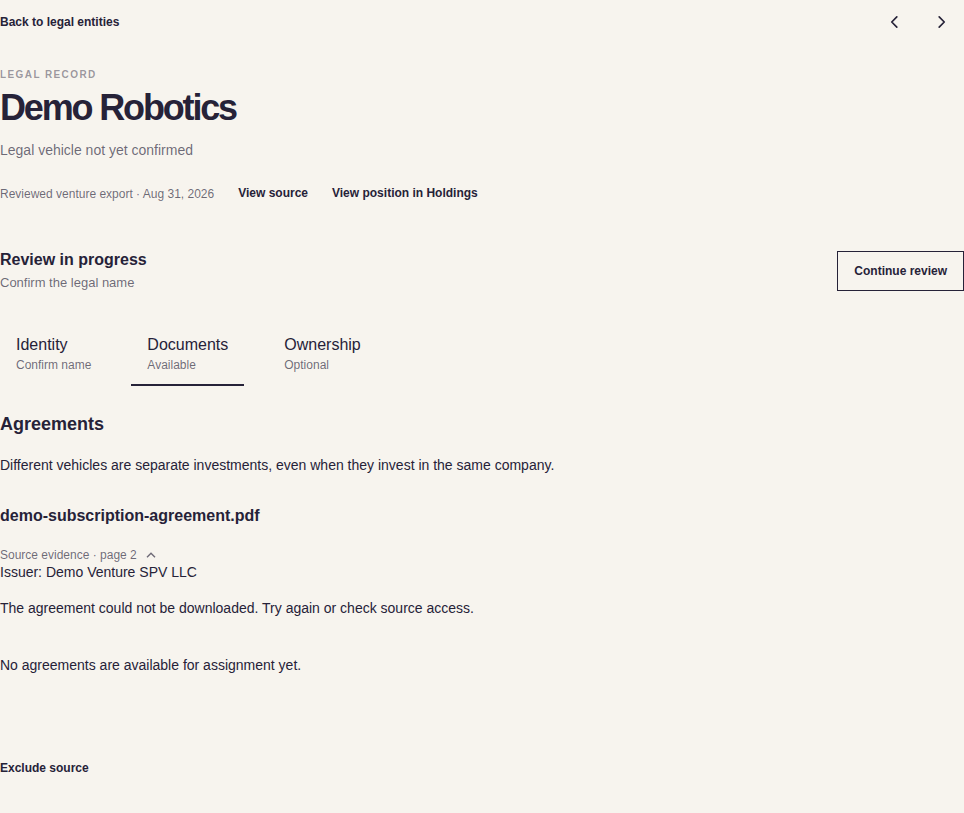 Back to legal entities
LEGAL RECORD
Demo Robotics
Legal vehicle not yet confirmed
Reviewed venture export · Aug 31, 2026 View source View position in Holdings
Review in progress
Confirm the legal name
Continue review
Identity Documents Ownership
Confirm name Available Optional
Agreements
Different vehicles are separate investments, even when they invest in the same company.
demo-subscription-agreement.pdf
Source evidence · page 2
Issuer: Demo Venture SPV LLC
The agreement could not be downloaded. Try again or check source access.
No agreements are available for assignment yet.
Exclude source